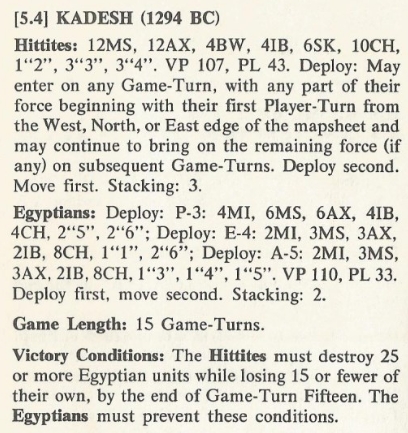 [5.4] KADESH (1294 BC)
Hittites: 12MS, 12AX, 4BW, 4IB, 6SK, 10CH,
1“2”, 3“3”, 3“4”. VP 107, PL 43. Deploy: May
enter on any Game-Turn, with any part of their
force beginning with their first Player-Turn from
the West, North, or East edge of the mapsheet and
may continue to bring on the remaining force (if
any) on subsequent Game-Turns. Deploy second.
Move first. Stacking: 3.
Egyptians: Deploy: P-3: 4MI, 6MS, 6AX, 4IB,
4CH, 2“5”, 2“6”; Deploy: E-4: 2MI, 3MS, 3AX,
2IB, 8CH, 1“1”, 2“6”; Deploy: A-5: 2MI, 3MS,
3AX, 2IB, 8CH, 1“3”, 1“4”, 1“5”. VP 110, PL 33.
Deploy first, move second. Stacking: 2.
Game Length: 15 Game-Turns.
Victory Conditions: The Hittites must destroy 25
or more Egyptian units while losing 15 or fewer of
their own, by the end of Game-Turn Fifteen. The
Egyptians must prevent these conditions.